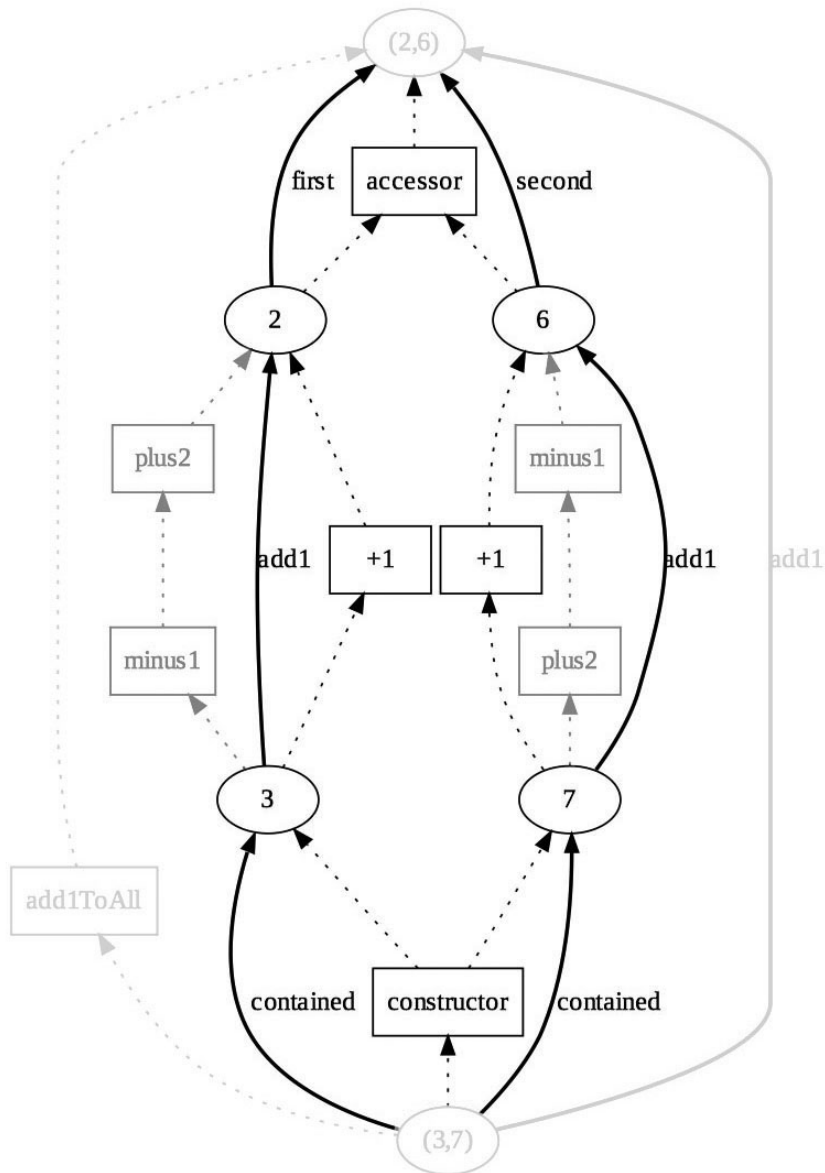 (2,6)
first
accessor
second
2
6
plus2
minus1
add1
+1
+1
add1
add1
minus1
plus2
3
7
add1ToAll
contained
constructor
contained
(3,7)